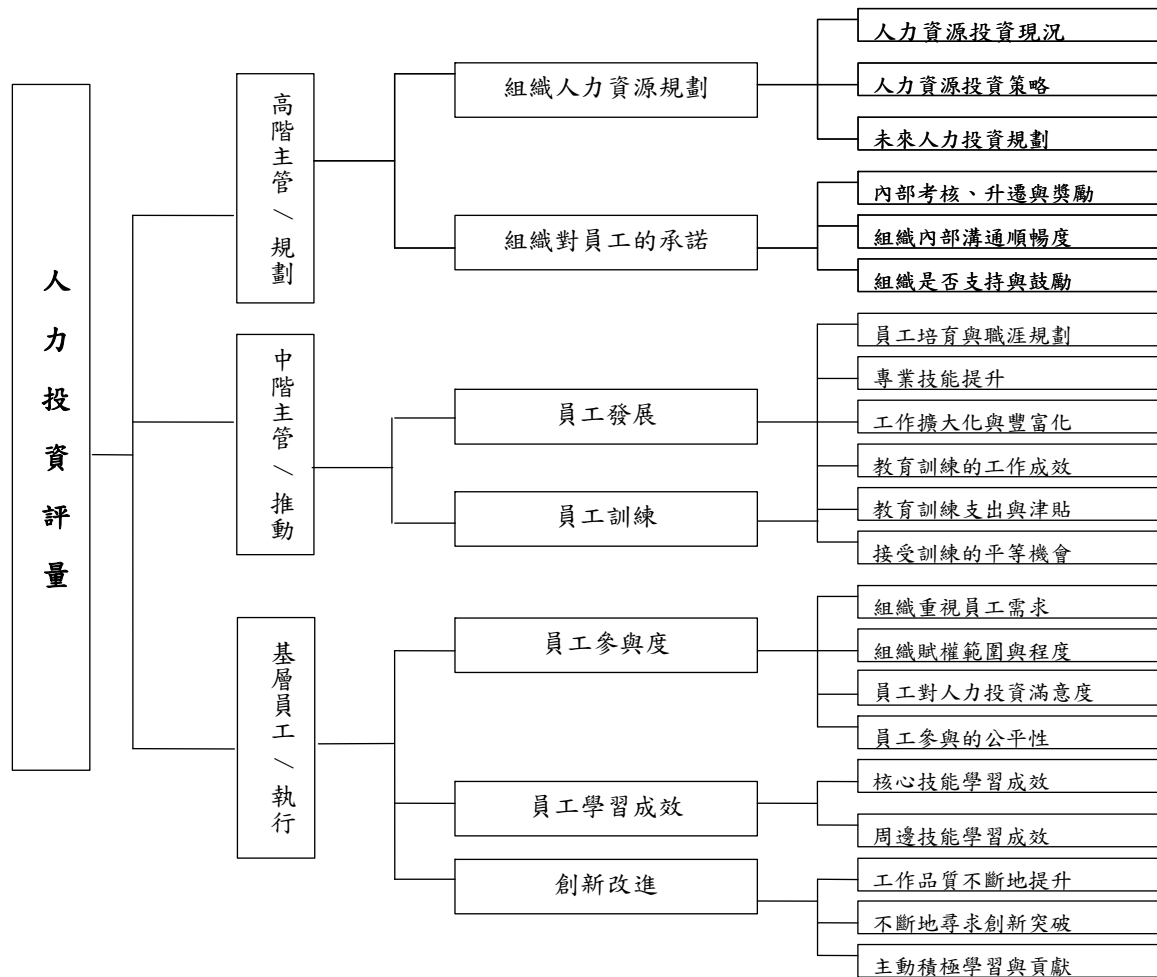 人力投資評量
高階主管/規劃
組織人力資源規劃
人力資源投資現況
人力資源投資策略
未來人力投資規劃
組織對員工的承諾
內部考核、升遷與獎勵
組織內部溝通順暢度
組織是否支持與鼓勵
中階主管/推動
員工發展
員工訓練
員工培育與職涯規劃
專業技能提升
工作擴大化與豐富化
教育訓練的工作成效
教育訓練支出與津貼
接受訓練的平等機會
基層員工/執行
員工參與度
組織重視員工需求
組織賦權範圍與程度
員工對人力投資滿意度
員工參與的公平性
員工學習成效
核心技能學習成效
周邊技能學習成效
創新改進
工作品質不斷地提升
不斷地尋求創新突破
主動積極學習與貢獻